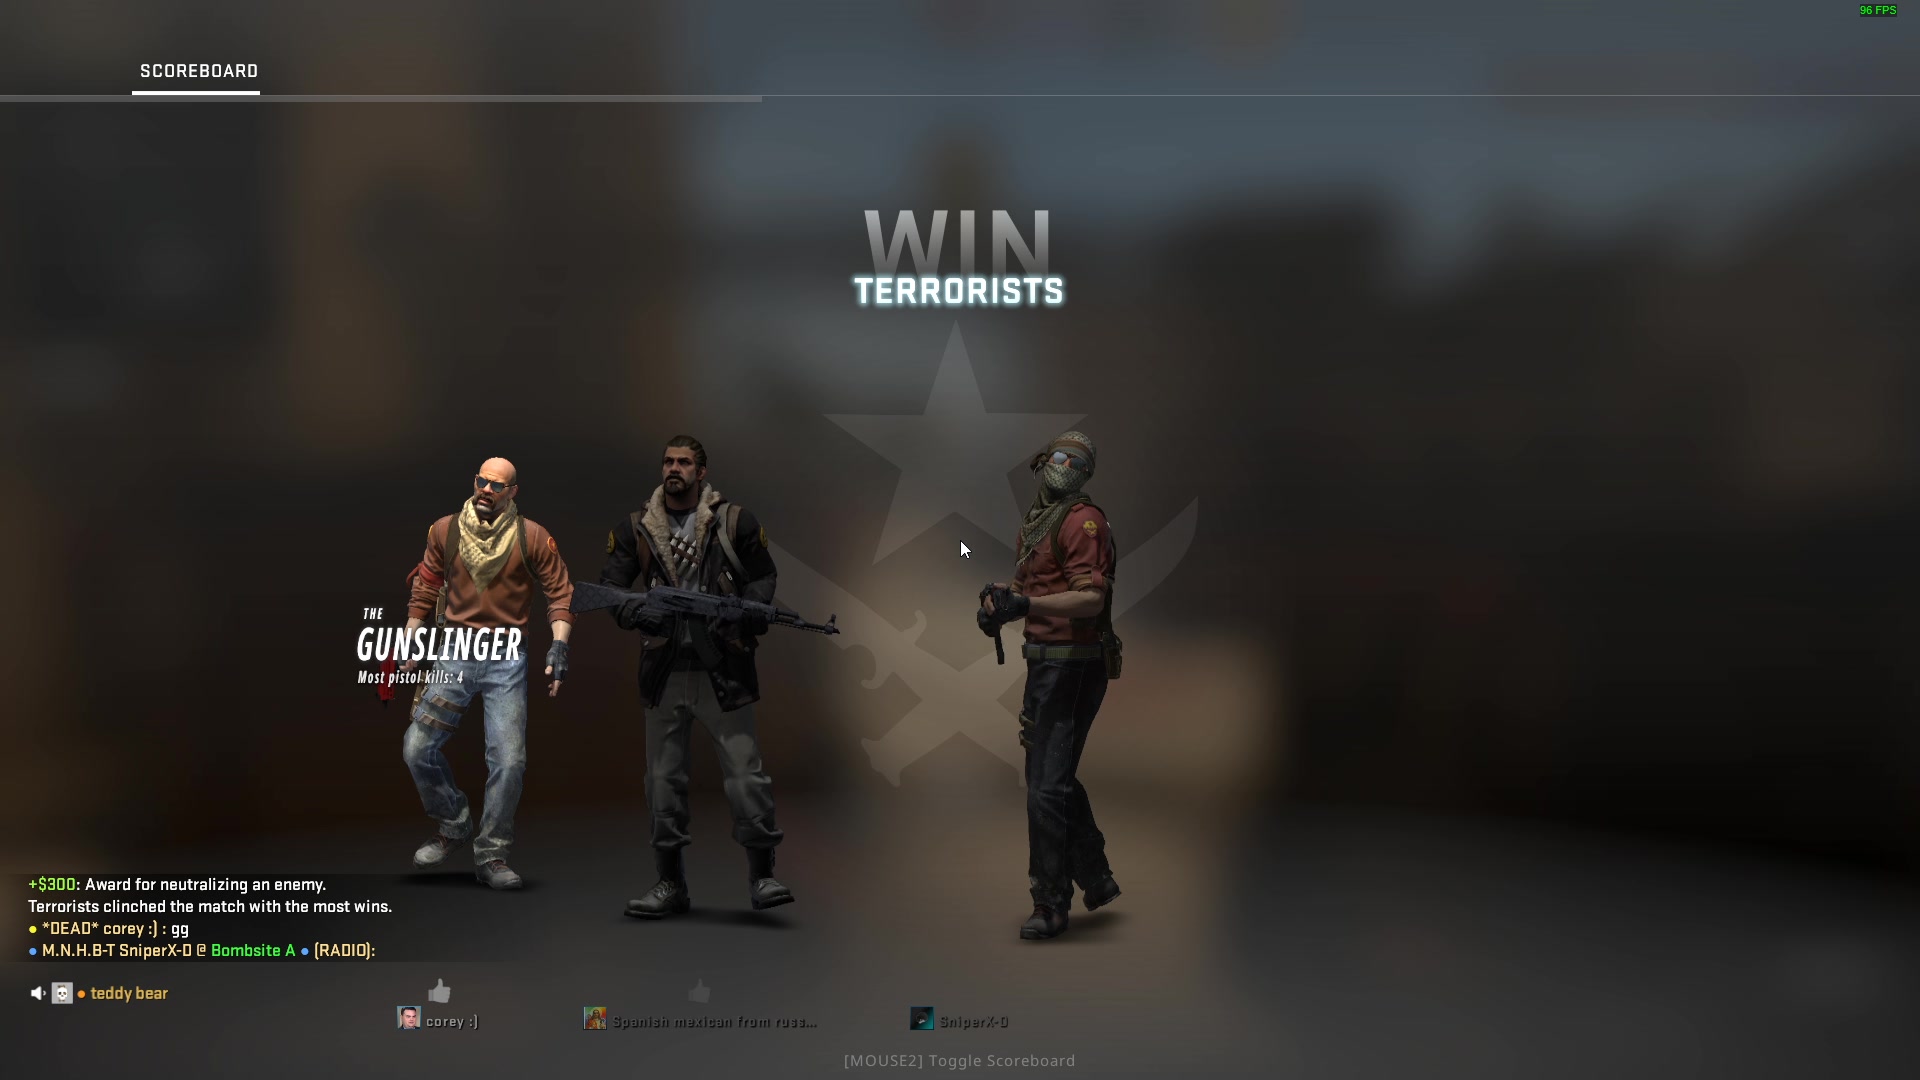 96 FPS
SCOREBOARD
WIN
TERRORISTS
THE
GUNSLINGER
Most pistol kills: 4
+$300: Award for neutralizing an enemy.
Terrorists clinched the match with the most wins.
*DEAD* corey :) : gg
M.N.H.B-T SniperX-D @ Bombsite A (RADIO):
teddy bear
corey :)
Spanish mexican from russ...
SniperX-D
[MOUSE2] Toggle Scoreboard